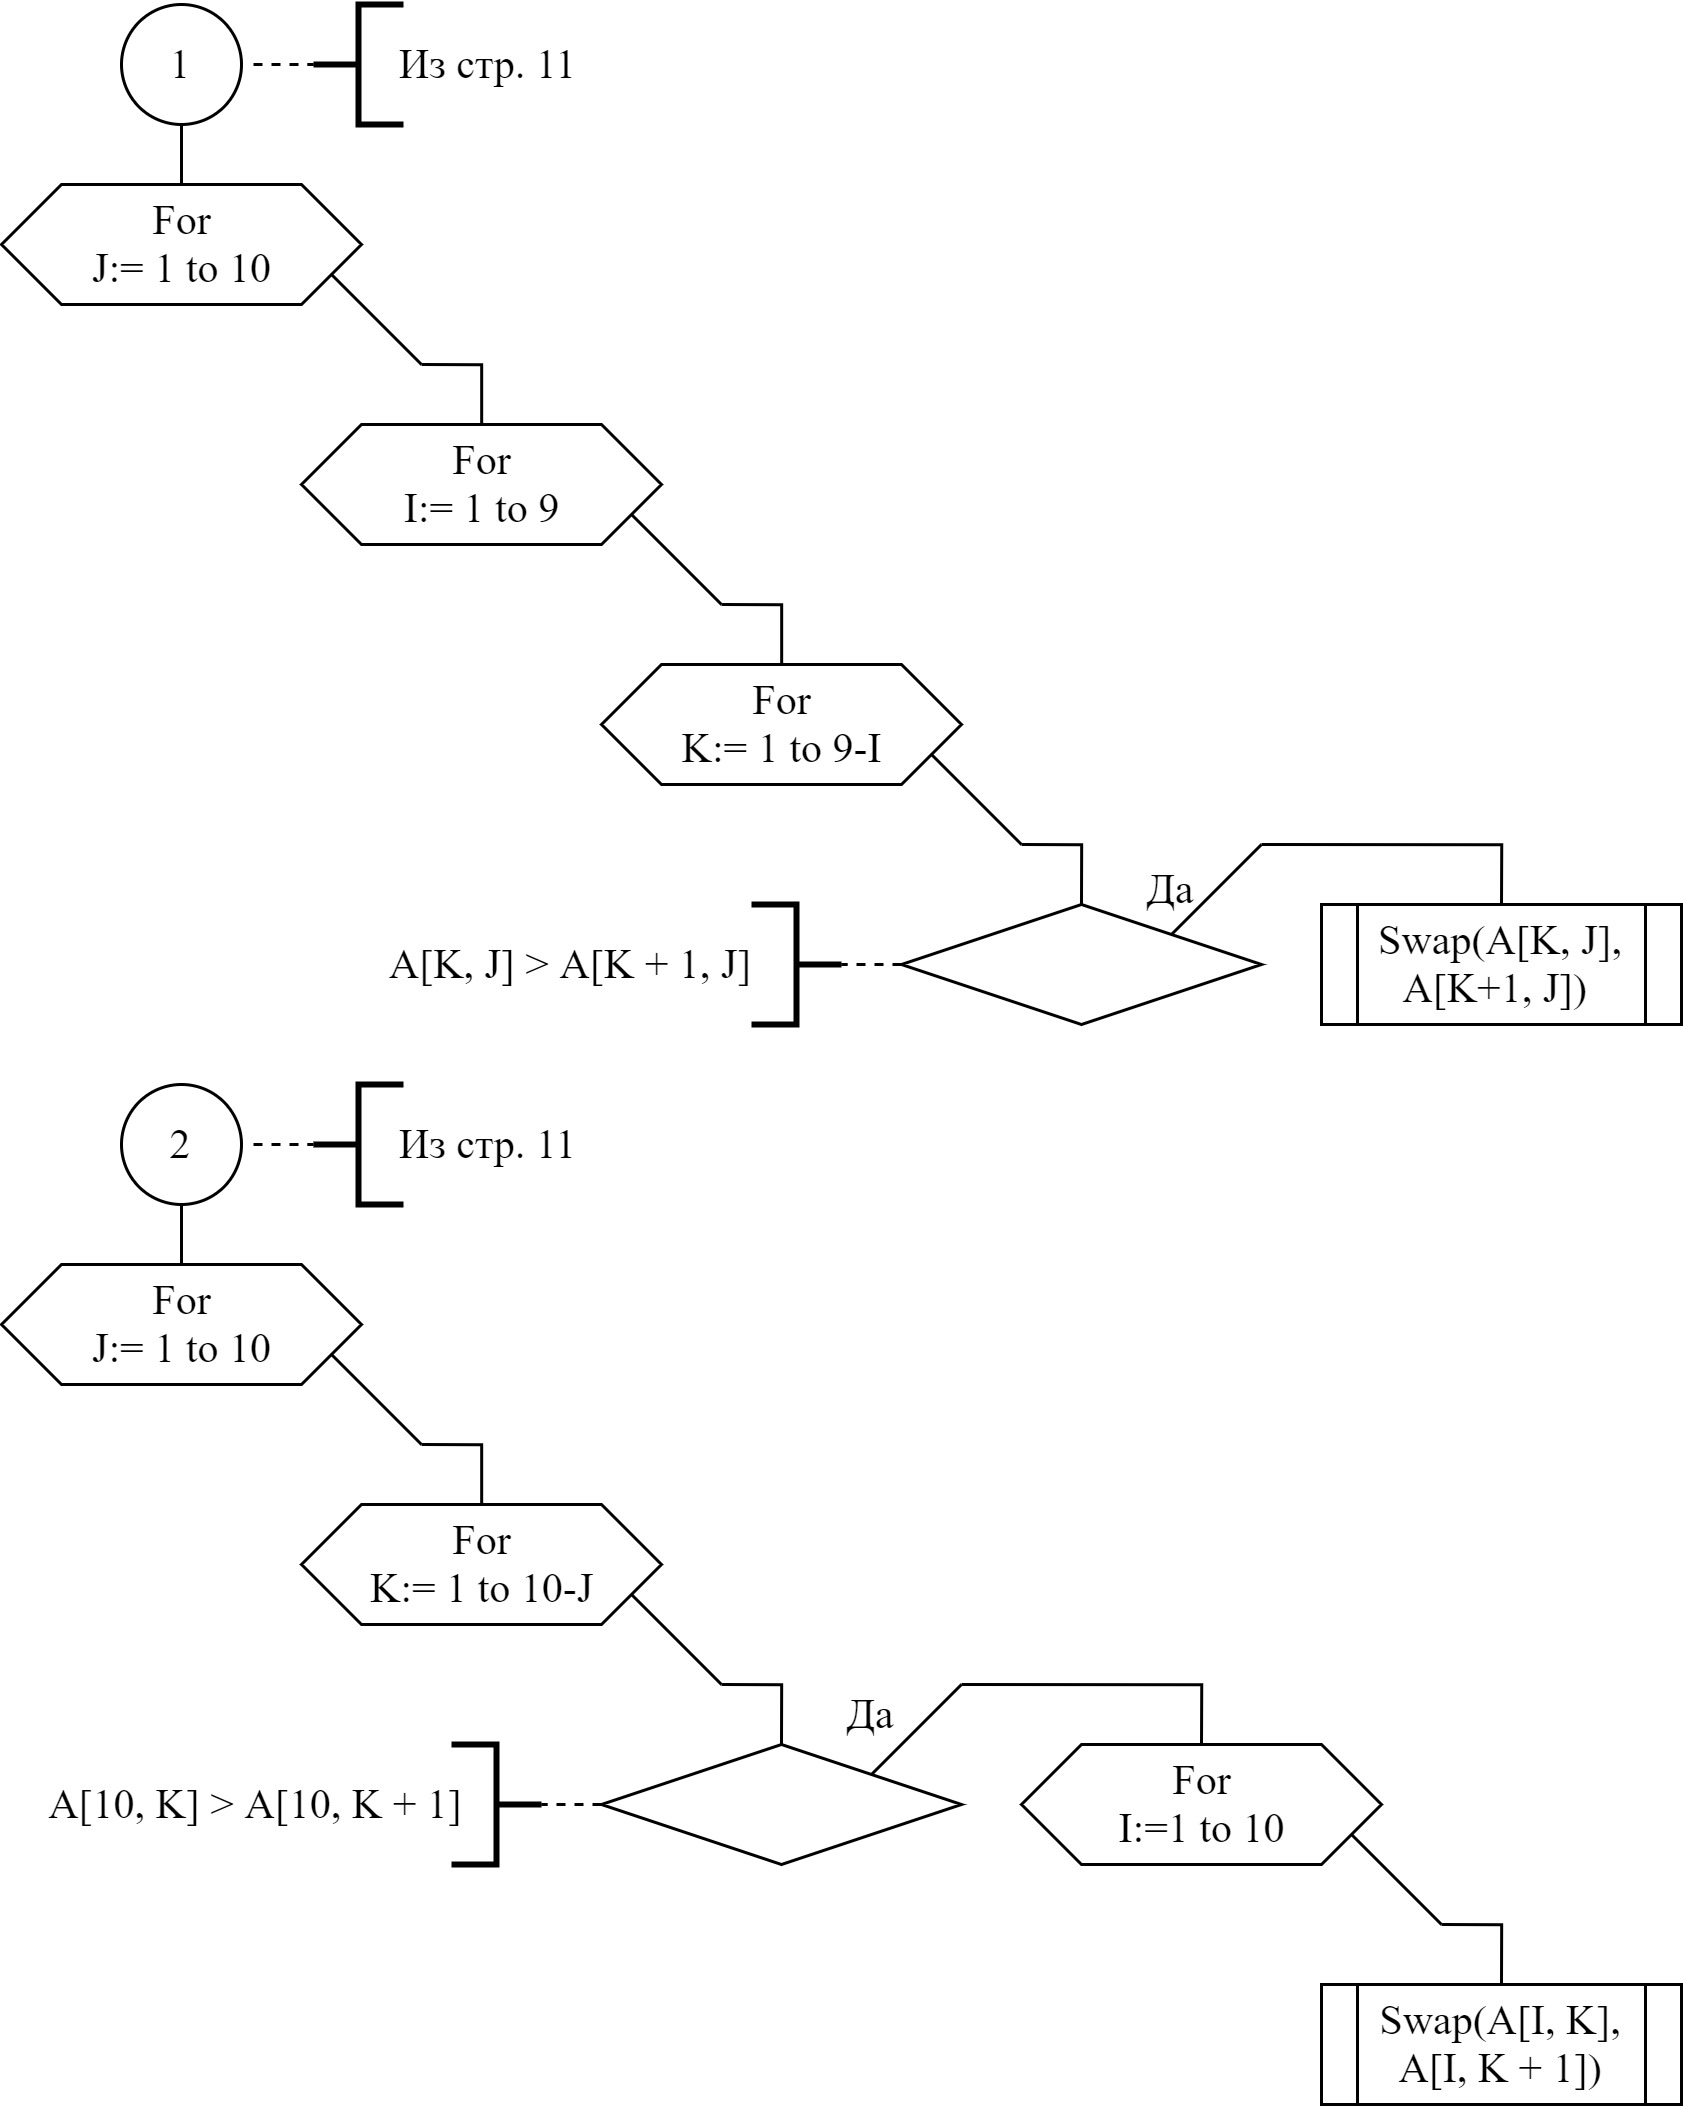 1
Из стр. 11
For
J:= 1 to 10
For
I:= 1 to 9
For
K:= 1 to 9-I
Да
A[K, J] > A[K + 1, J]
Swap(A[K, J],
A[K+1, J])
2
Из стр. 11
For
J:= 1 to 10
For
K:= 1 to 10-J
Да
A[10, K] > A[10, K + 1]
For
I:=1 to 10
Swap(A[I, K],
A[I, K + 1])